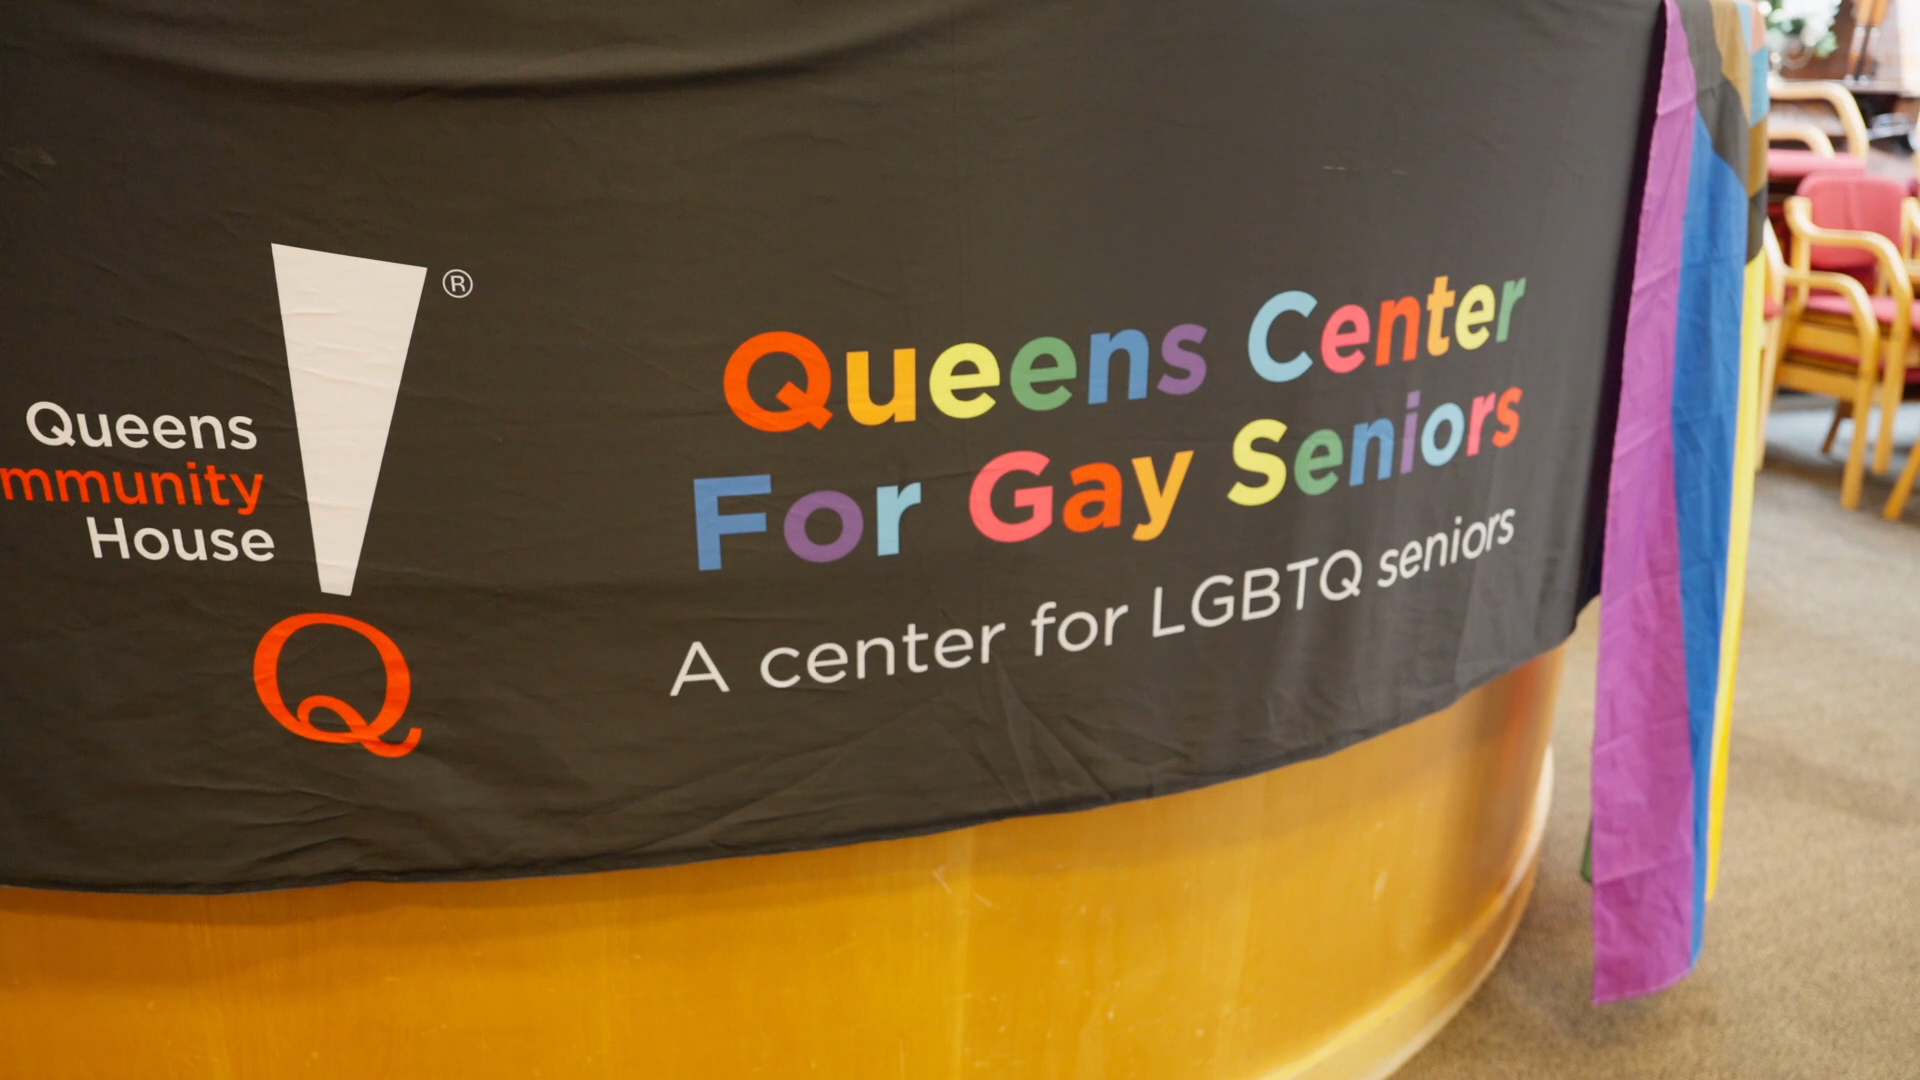 Queens
mmunity
House
!
®
Q
Queens Center
For Gay Seniors
A center for LGBTQ seniors